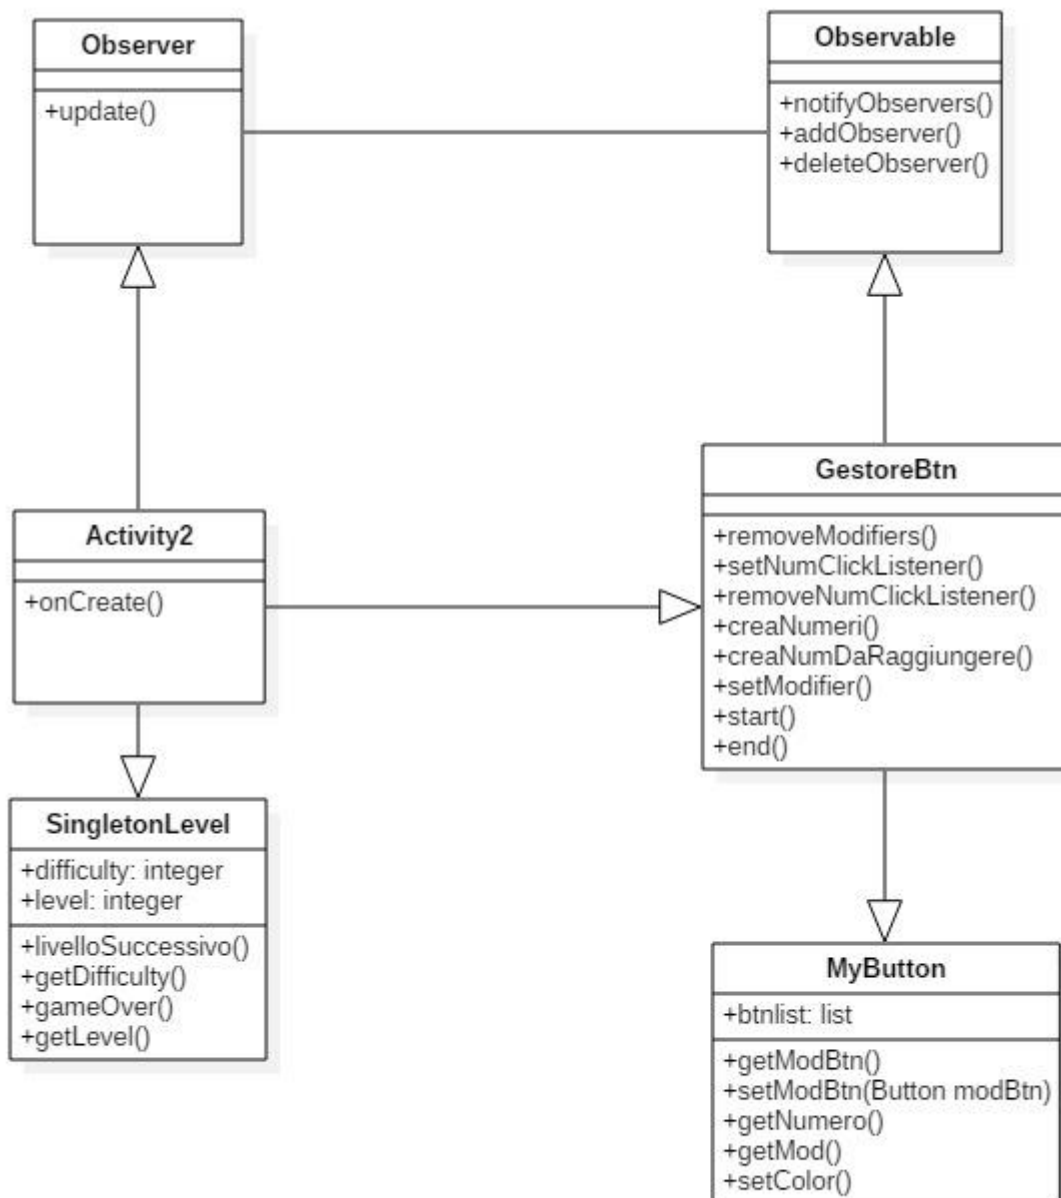 Observer
+update()
Observable
+notifyObservers()
+addObserver()
+deleteObserver()
Activity2
+onCreate()
GestoreBtn
+removeModifiers()
+setNumClickListener()
+removeNumClickListener()
+creaNumeri()
+creaNumDaRaggiungere()
+setModifier()
+start()
+end()
SingletonLevel
+difficulty: integer
+level: integer
+livelloSuccessivo()
+getDifficulty()
+gameOver()
+getLevel()
MyButton
+btnlist: list
+getModBtn()
+setModBtn(Button modBtn)
+getNumero()
+getMod()
+setColor()